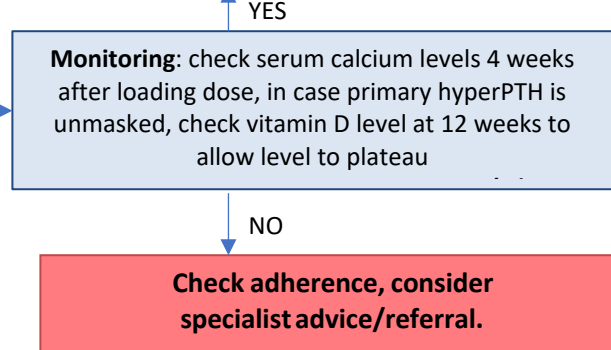 YES
Monitoring: check serum calcium levels 4 weeks
after loading dose, in case primary hyperPTH is
unmasked, check vitamin D level at 12 weeks to
allow level to plateau
NO
Check adherence, consider
specialist advice/referral.